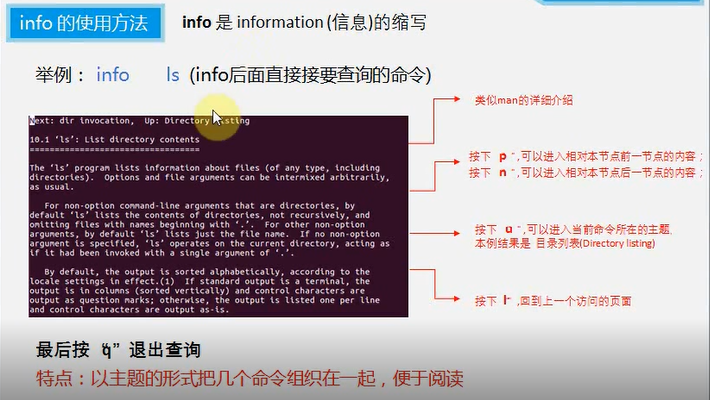 info 的使用方法
info 是 information (信息)的缩写
举例： info ls (info后面直接接要查询的命令)
Next: dir invocation, Up: Directory listing
10.1 ‘ls’: List directory contents
==================================
The ‘ls’ program lists information about files (of any type, including
directories). Options and file arguments can be intermixed arbitrarily,
as usual.
For non-option command-line arguments that are directories, by
default ‘ls’ lists the contents of directories, not recursively, and
omitting files with names beginning with ‘.’. For other non-option
arguments, by default ‘ls’ lists just the file name. If no non-option
argument is specified, ‘ls’ operates on the current directory, acting as
if it had been invoked with a single argument of ‘.’.
By default, the output is sorted alphabetically, according to the
locale settings in effect.(1) If standard output is a terminal, the
output is in columns (sorted vertically) and control characters are
output as question marks; otherwise, the output is listed one per line
and control characters are output as-is.
类似man的详细介绍
按下 p ”,可以进入相对本节点前一节点的内容；
按下 n ”,可以进入相对本节点后一节点的内容；
按下 u ”,可以进入当前命令所在的主题,
本例结果是 目录列表(Directory listing)
按下 l” ,回到上一个访问的页面
最后按 “q” 退出查询
特点：以主题的形式把几个命令组织在一起，便于阅读